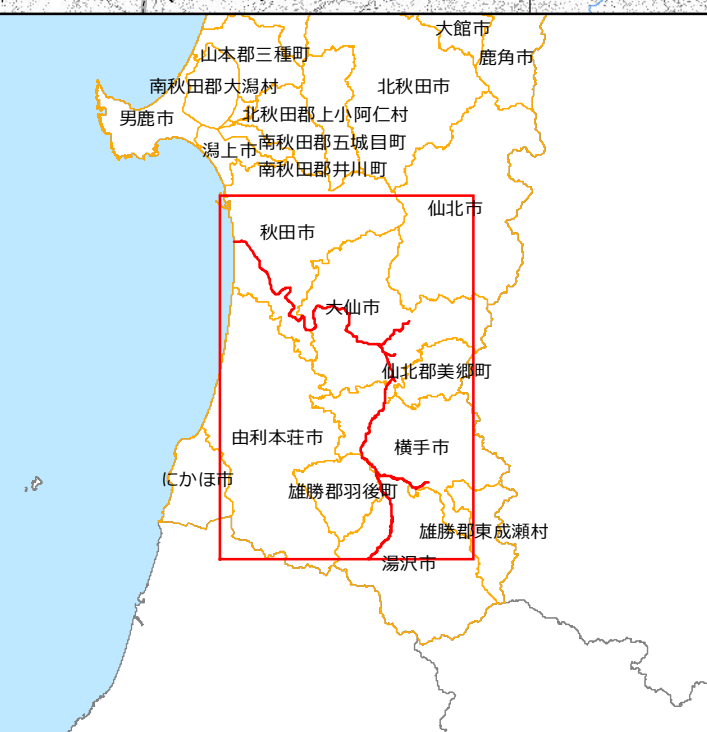 大館市
山本郡三種町
鹿角市
南秋田郡大潟村
北秋田市
北秋田郡上小阿仁村
男鹿市
南秋田郡五城目町
潟上市
南秋田郡井川町
仙北市
秋田市
大仙市
仙北郡美郷町
由利本荘市
横手市
にかほ市
雄勝郡羽後町
雄勝郡東成瀬村
湯沢市